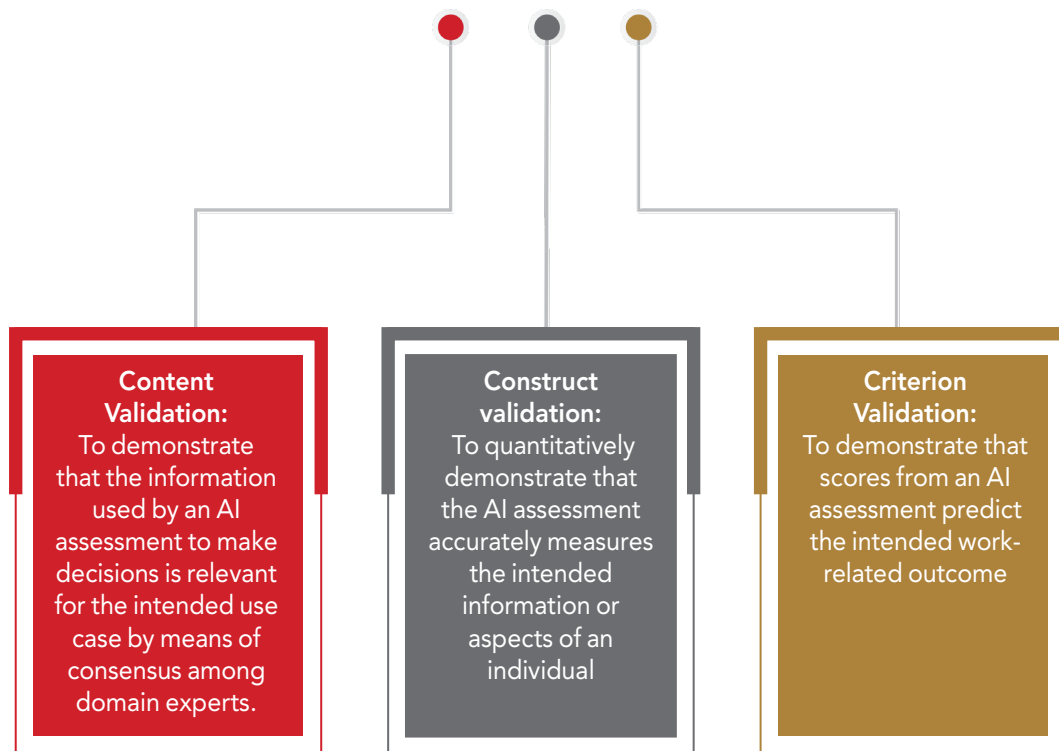 Content
Validation:
To demonstrate
that the information
used by an AI
assessment to make
decisions is relevant
for the intended use
case by means of
consensus among
domain experts.
Construct
validation:
To quantitatively
demonstrate that
the AI assessment
accurately measures
the intended
information or
aspects of an
individual
Criterion
Validation:
To demonstrate that
scores from an AI
assessment predict
the intended work-
related outcome